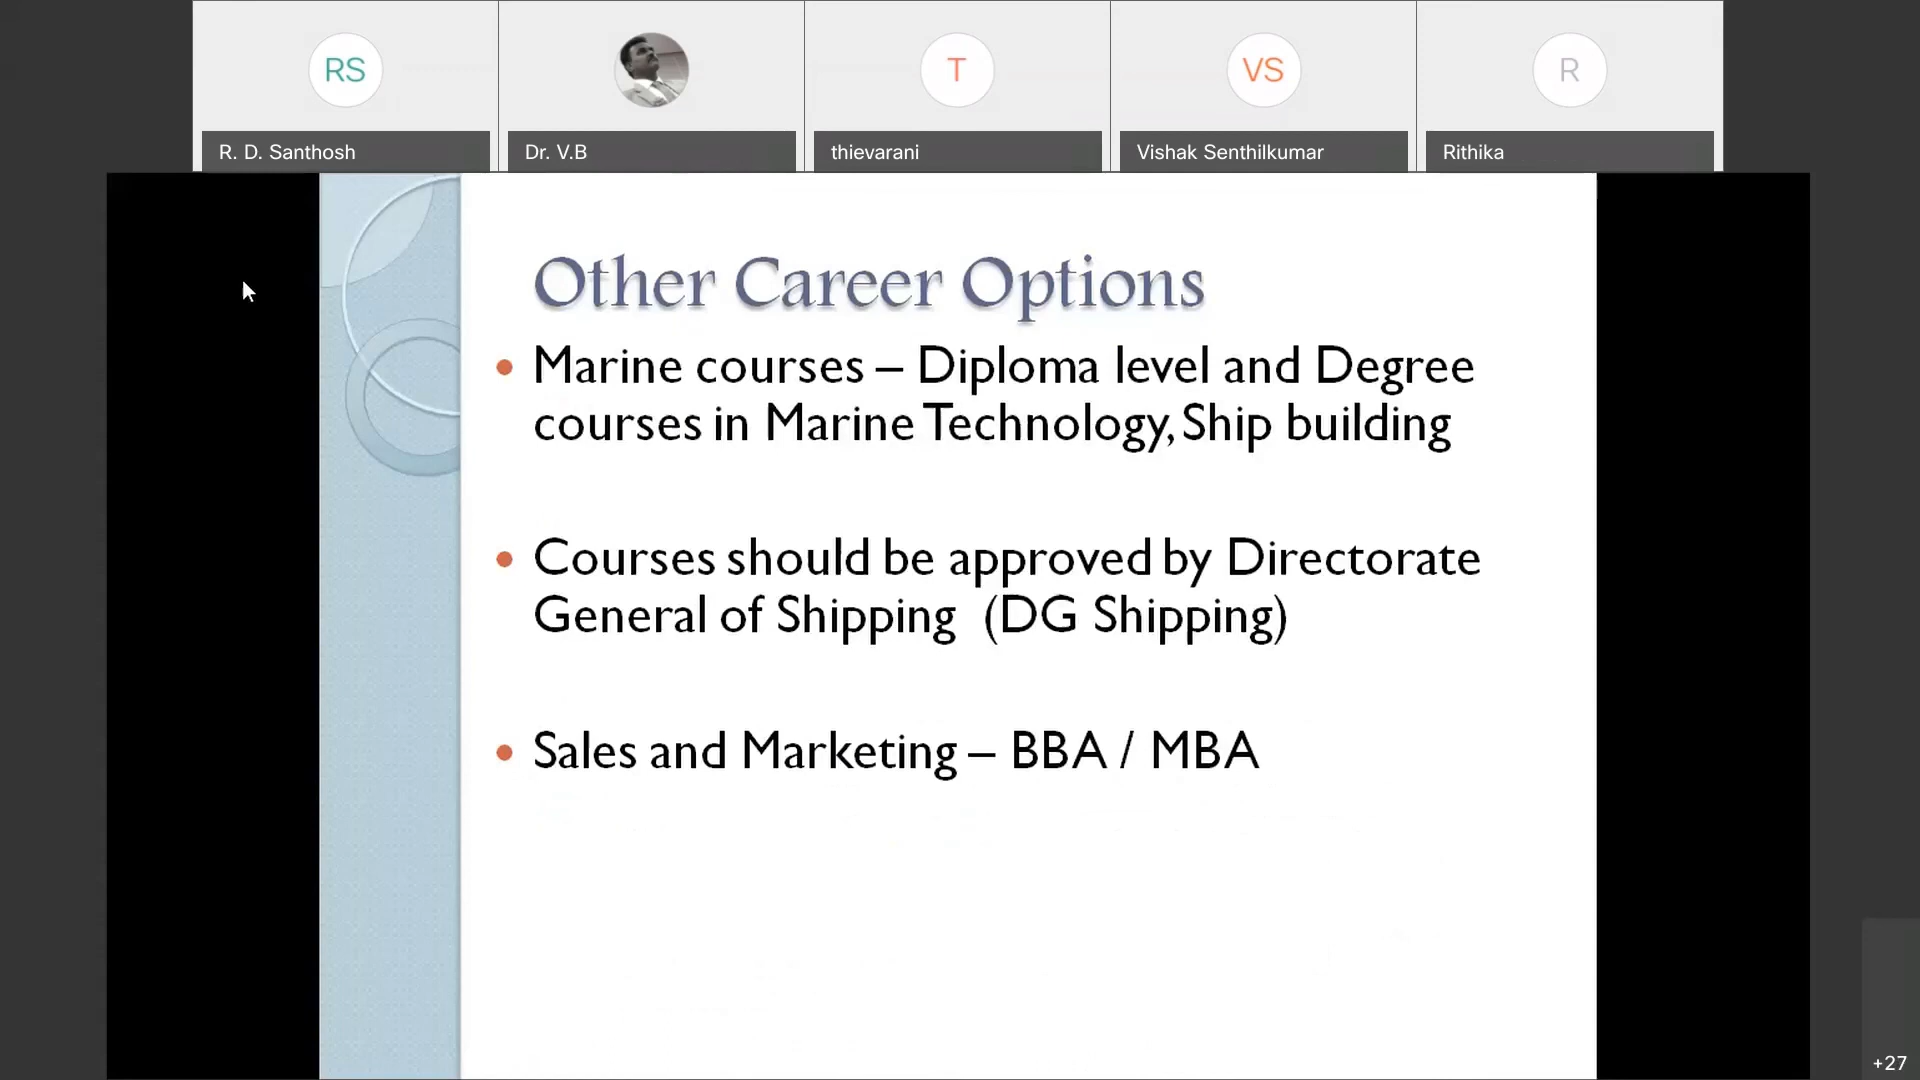 RS
T
VS
R
R. D. Santhosh
Dr. V.B
thievarani
Vishak Senthilkumar
Rithika
Other Career Options
• Marine courses – Diploma level and Degree
courses in Marine Technology, Ship building
• Courses should be approved by Directorate
General of Shipping (DG Shipping)
• Sales and Marketing – BBA / MBA
+27